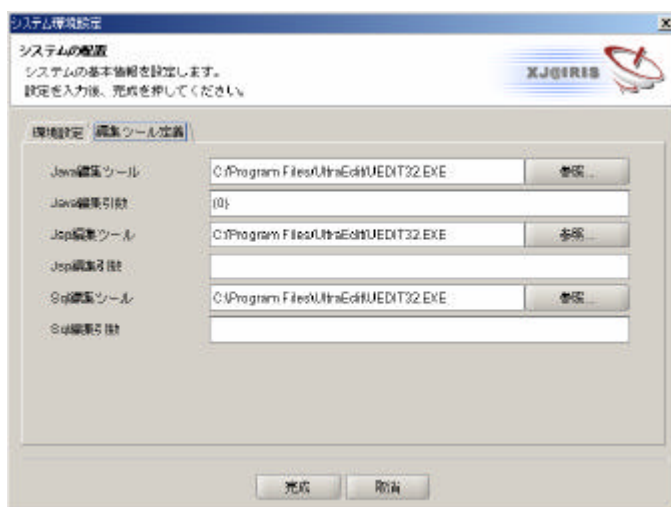 システム環境設定
システムの配置
システムの基本情報を設定します。
設定を入力後、完成を押してください。
XJ@IRIS
環境設定 編集ツール定義
Java編集ツール C:/Program Files/UltraEdit/UEDIT32.EXE 参照...
Java編集引数 {0}
Jsp編集ツール C:/Program Files/UltraEdit/UEDIT32.EXE 参照...
Jsp編集引数
Sql編集ツール C:\Program Files\UltraEdit\UEDIT32.EXE 参照...
Sql編集引数
完成 取消